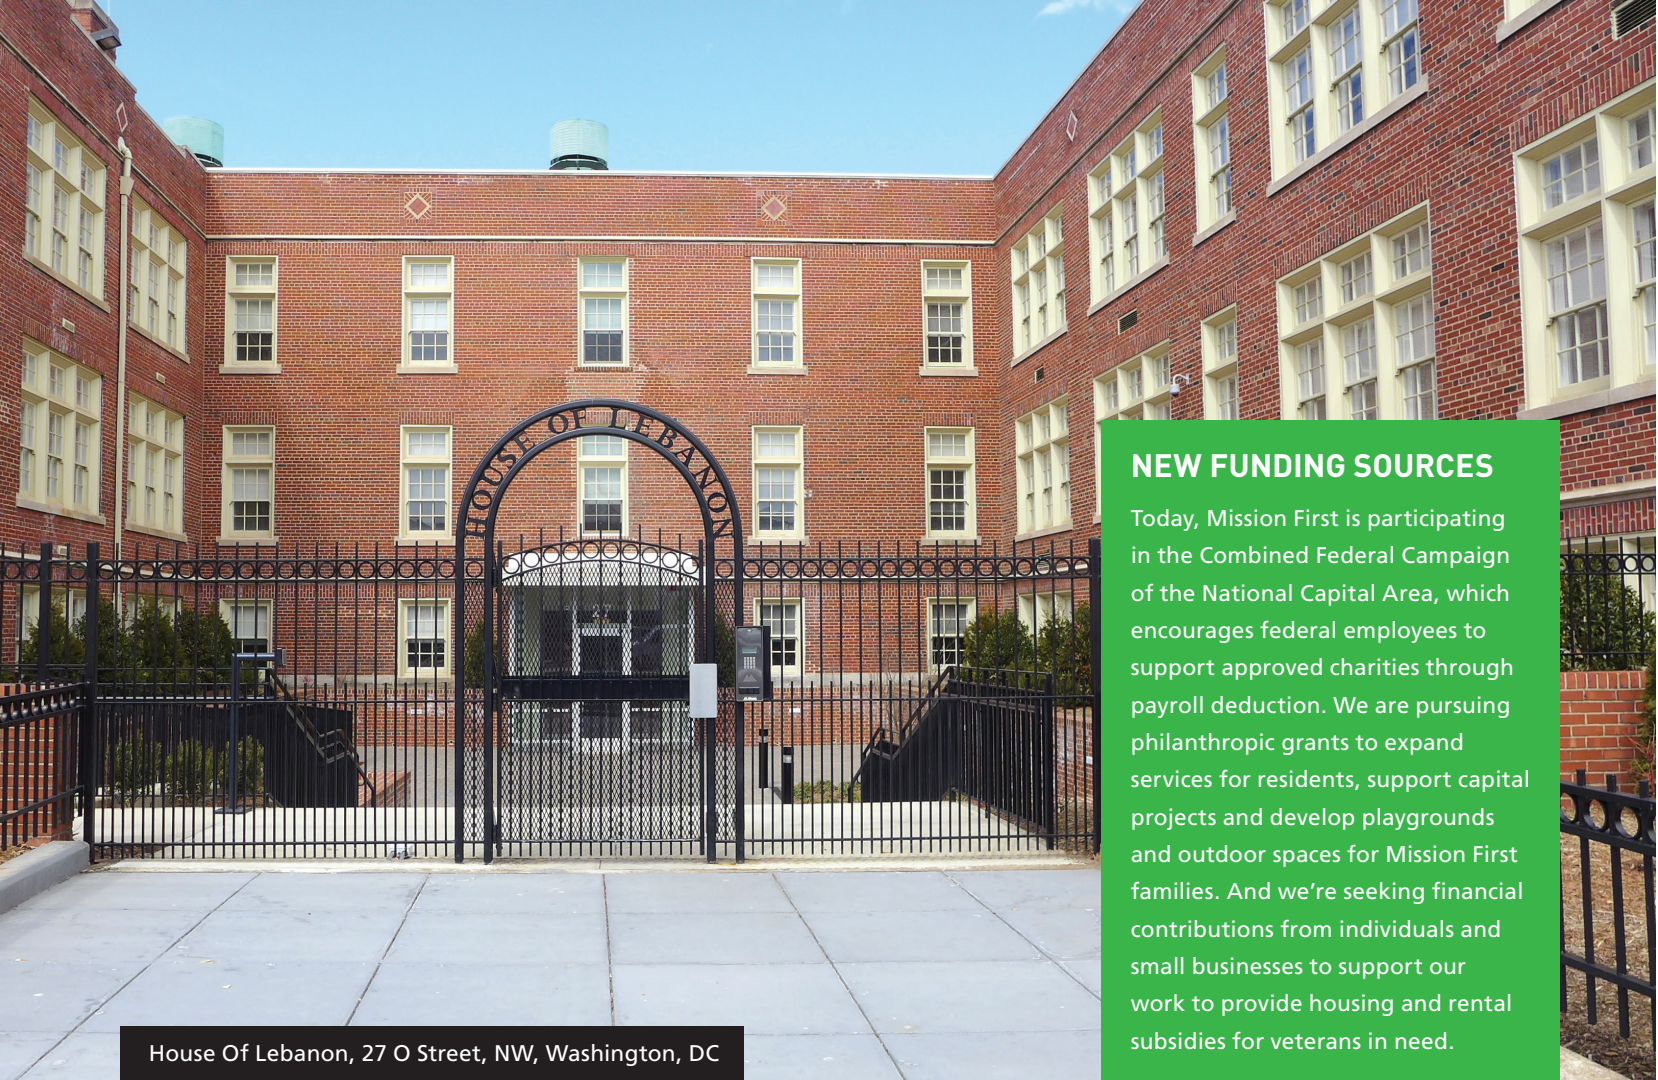 HOUSE OF LEBANON
27
NEW FUNDING SOURCES
Today, Mission First is participating
in the Combined Federal Campaign
of the National Capital Area, which
encourages federal employees to
support approved charities through
payroll deduction. We are pursuing
philanthropic grants to expand
services for residents, support capital
projects and develop playgrounds
and outdoor spaces for Mission First
families. And we’re seeking financial
contributions from individuals and
small businesses to support our
work to provide housing and rental
subsidies for veterans in need.
House Of Lebanon, 27 O Street, NW, Washington, DC